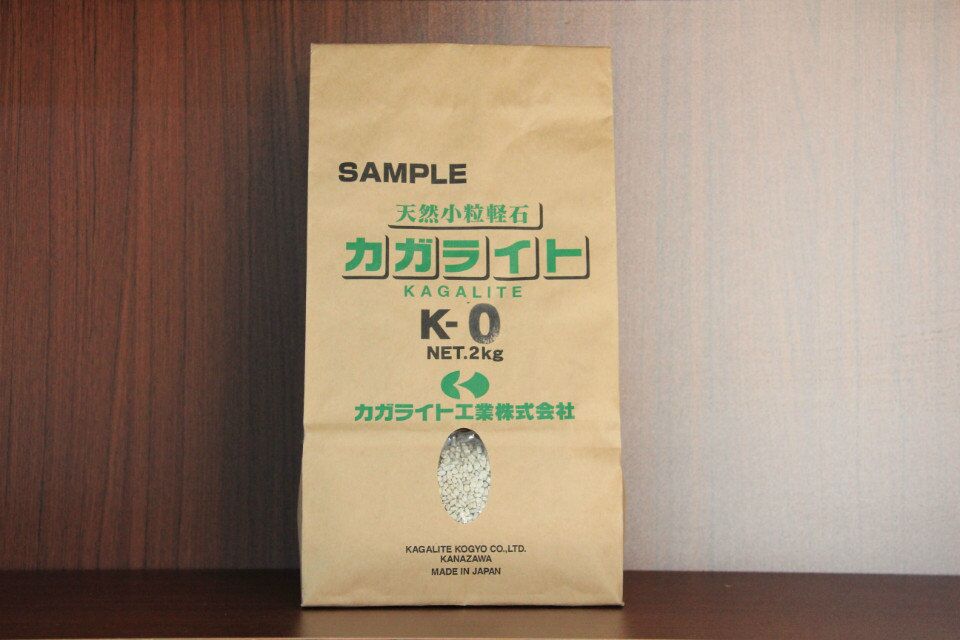 SAMPLE
天然小粒軽石
カガライト
KAGALITE
K-0
NET.2kg
カガライト工業株式会社
KAGALITE KOGYO CO.,LTD.
KANAZAWA
MADE IN JAPAN